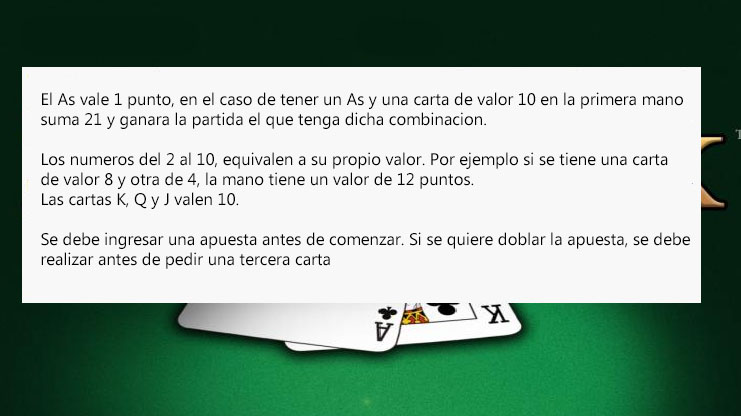 El As vale 1 punto, en el caso de tener un As y una carta de valor 10 en la primera mano
suma 21 y ganara la partida el que tenga dicha combinacion.
Los numeros del 2 al 10, equivalen a su propio valor. Por ejemplo si se tiene una carta
de valor 8 y otra de 4, la mano tiene un valor de 12 puntos.
Las cartas K, Q y J valen 10.
Se debe ingresar una apuesta antes de comenzar. Si se quiere doblar la apuesta, se debe
realizar antes de pedir una tercera carta
A
K